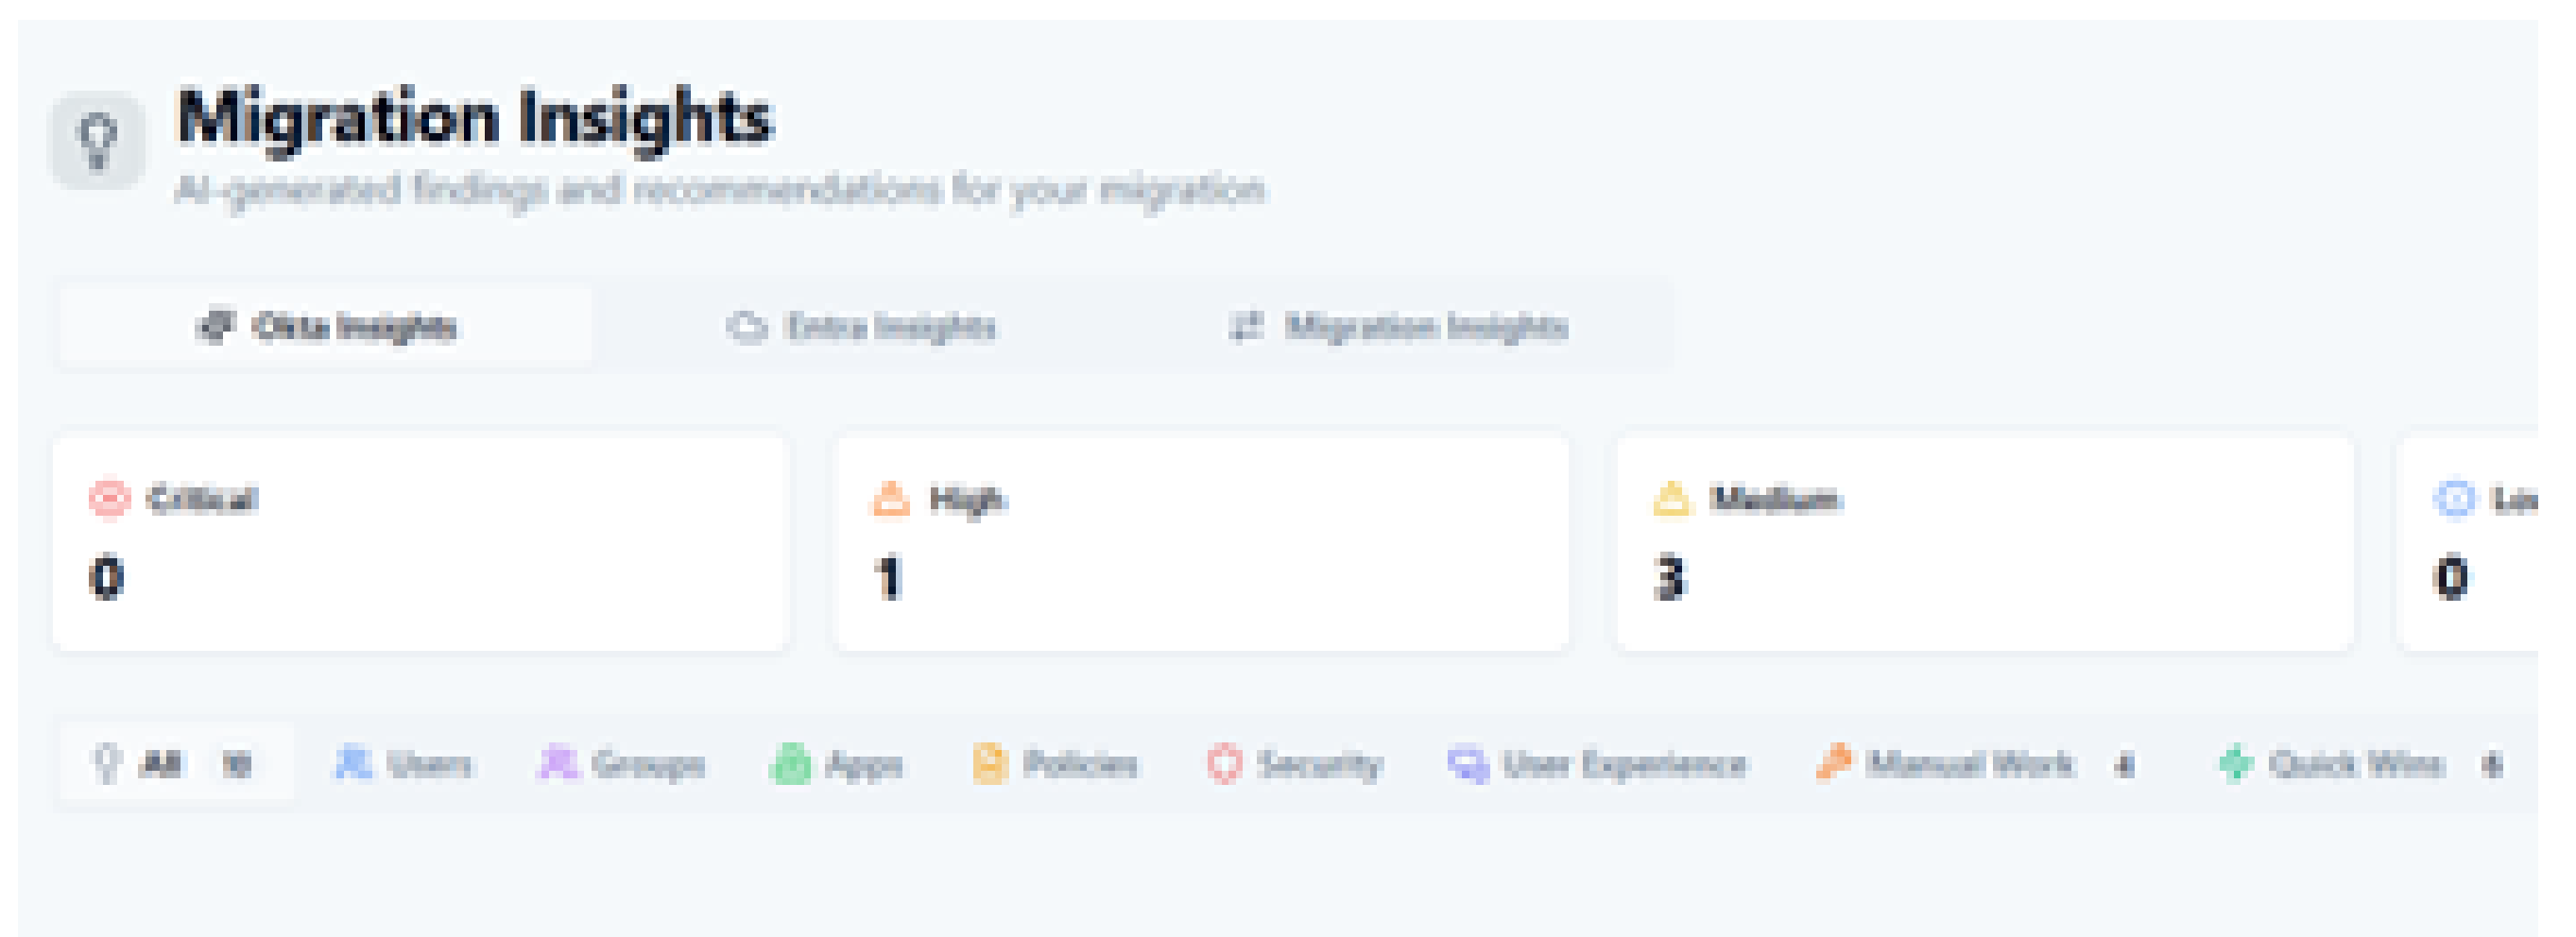 Migration Insights
AI-generated findings and recommendations for your migration
Okta Insights Entra Insights Migration Insights
Critical High Medium
0 1 3 0
All Users Groups Apps Policies Security User Experience Manual Work 4 Quick Wins 6